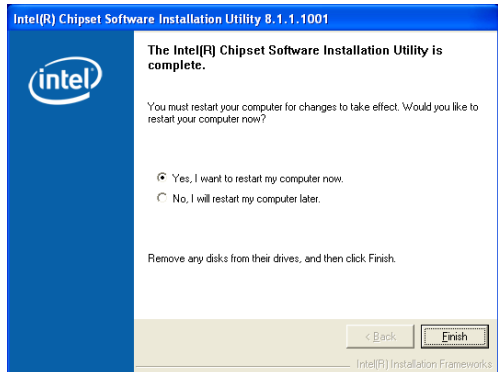 Intel(R) Chipset Software Installation Utility 8.1.1.1001
intel
The Intel(R) Chipset Software Installation Utility is
complete.
You must restart your computer for changes to take effect. Would you like to
restart your computer now?
Yes, I want to restart my computer now.
No, I will restart my computer later.
Remove any disks from their drives, and then click Finish.
< Back
Finish
Intel(R) Installation Frameworks